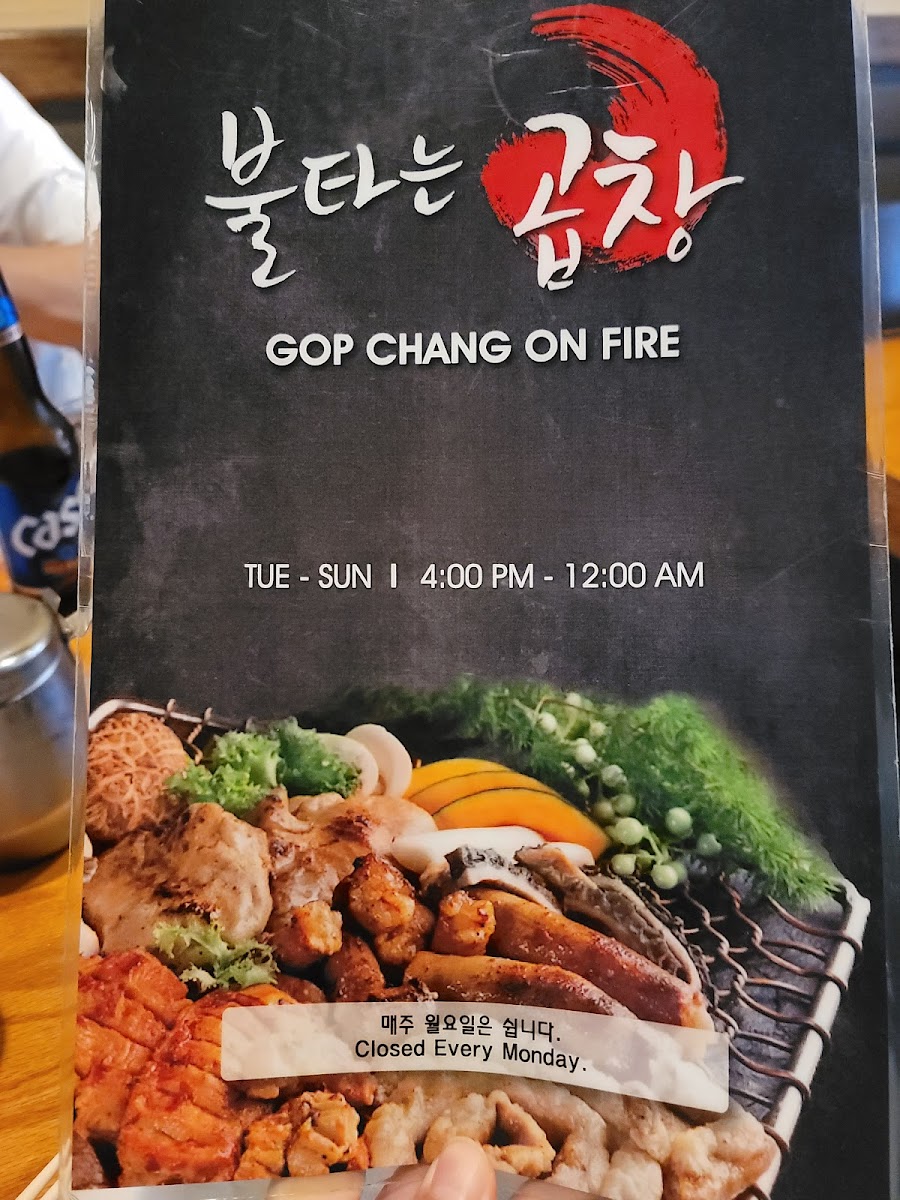 불타는 곱창
GOP CHANG ON FIRE
TUE - SUN | 4:00 PM - 12:00 AM
cas
매주 월요일은 쉽니다.
Closed Every Monday.